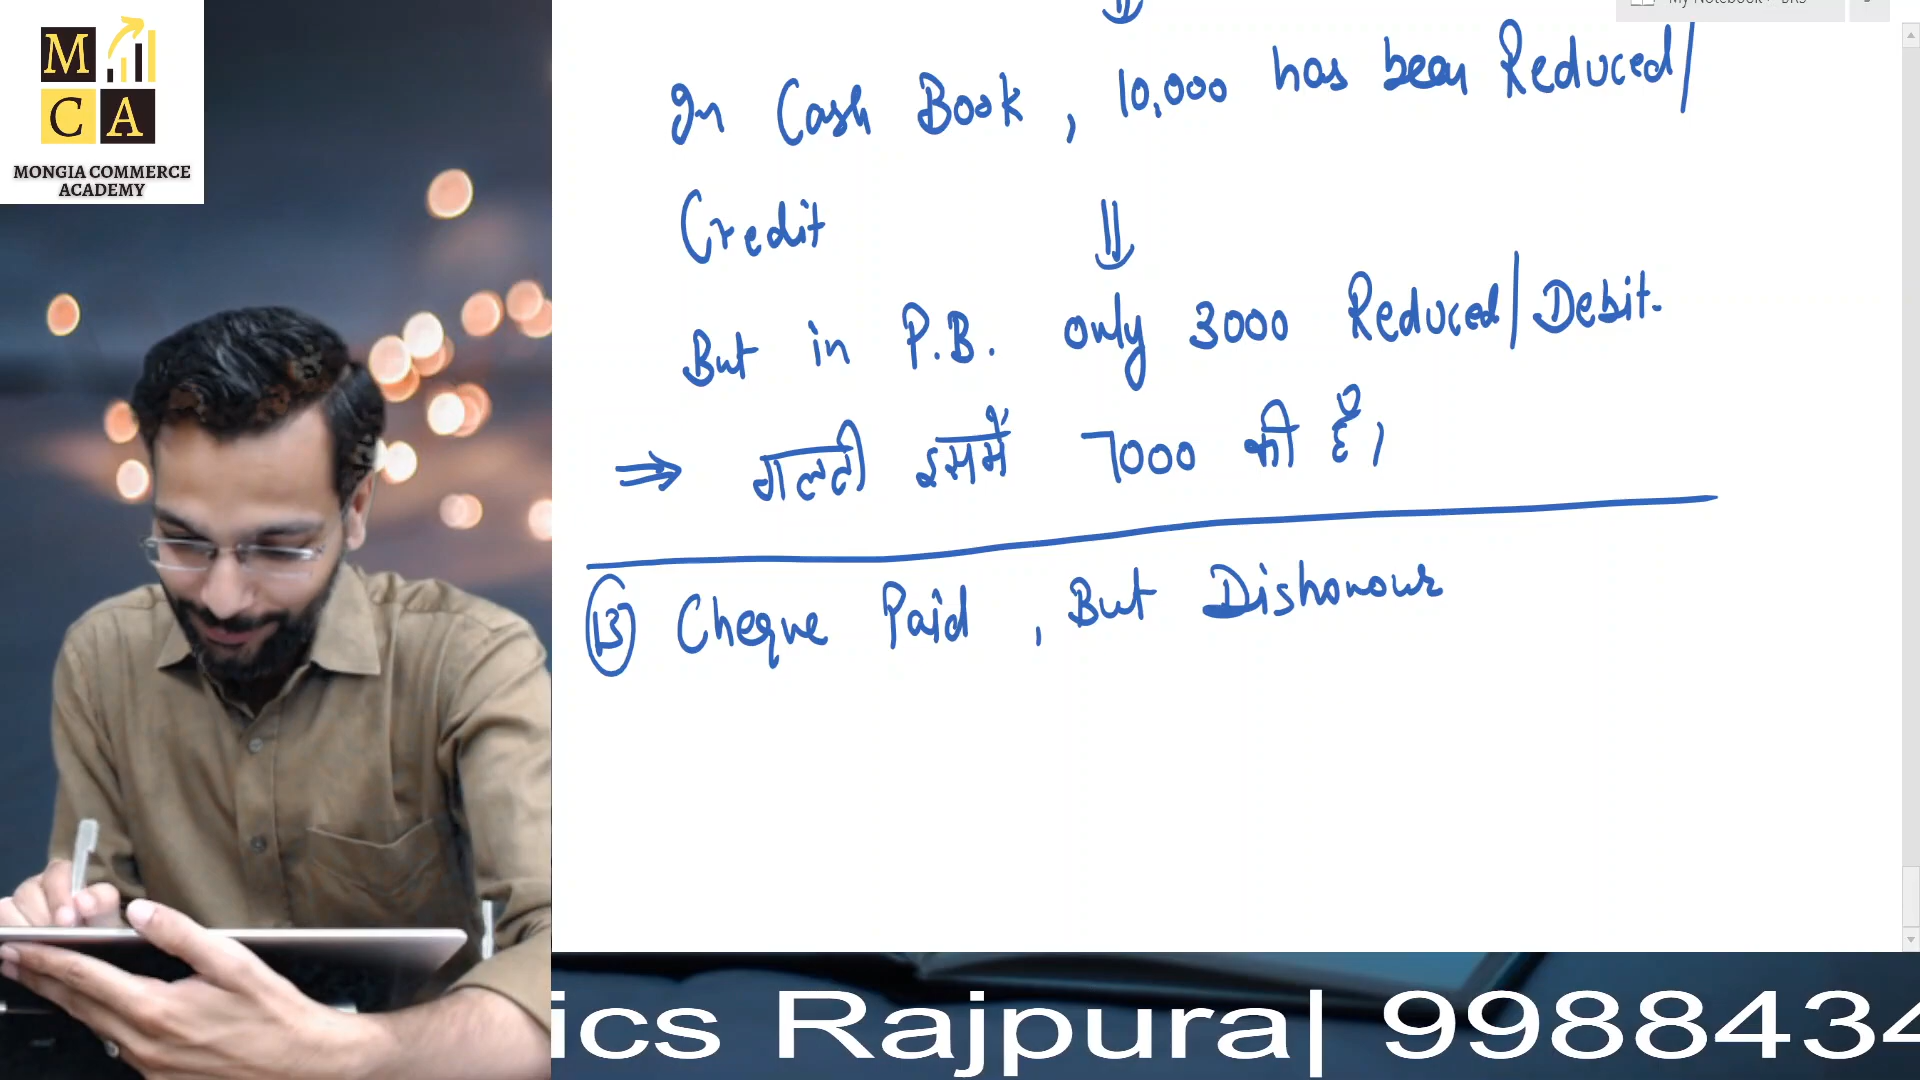 M
C A
MONGIA COMMERCE
ACADEMY
In Cash Book, 10,000 has been Reduced/
Credit
But in P.B. only 3000 Reduced/Debit.
⇒ गलती इसमें 7000 की है।
13 Cheque Paid, But Dishonour
ics Rajpura| 9988434